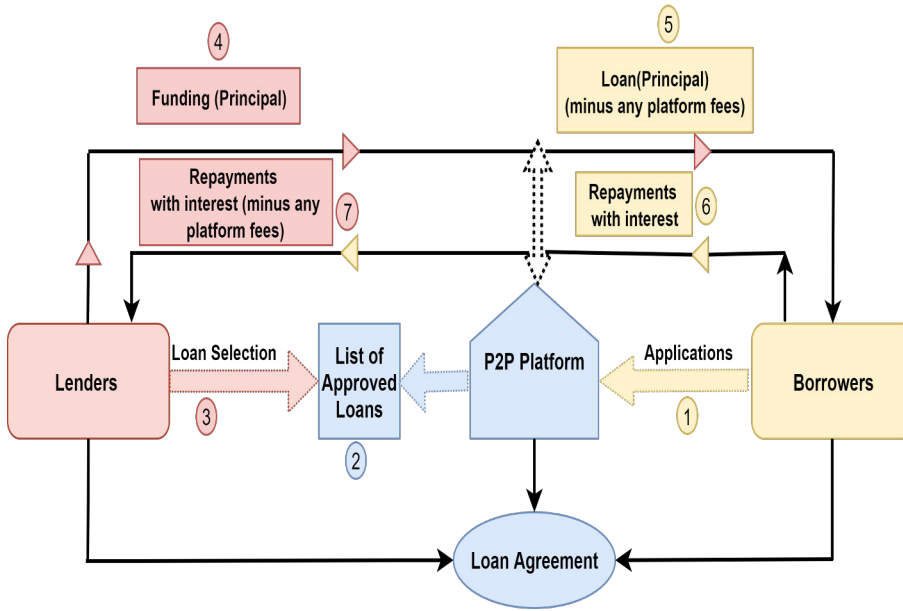 4
5
Funding (Principal)
Loan(Principal)
(minus any platform fees)
Repayments
with interest (minus any
platform fees)
7
Repayments
with interest
6
Lenders
Loan Selection
3
List of
Approved
Loans
2
P2P Platform
Applications
1
Borrowers
Loan Agreement